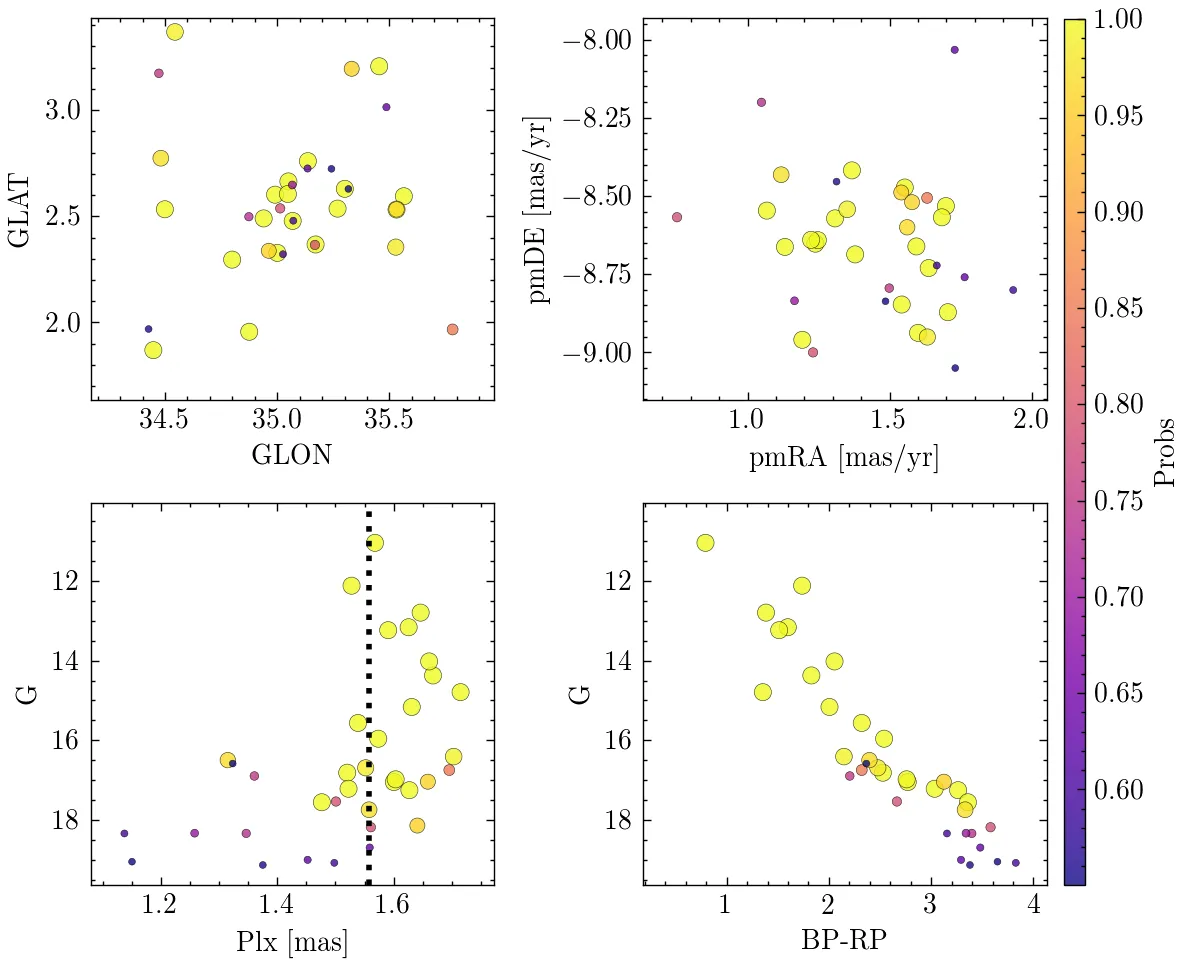 3.0
2.5
2.0
GLAT
34.5 35.0 35.5
GLON
−8.00
−8.25
−8.50
−8.75
−9.00
pmDE [mas/yr]
1.0 1.5 2.0
pmRA [mas/yr]
12
14
16
18
G
1.2 1.4 1.6
Plx [mas]
12
14
16
18
G
1 2 3 4
BP-RP
1.00
0.95
0.90
0.85
0.80
0.75
0.70
0.65
0.60
Probs